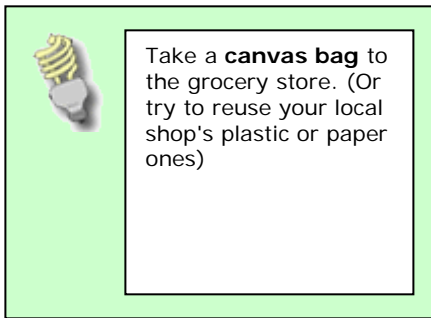 Take a canvas bag to
the grocery store. (Or
try to reuse your local
shop's plastic or paper
ones)